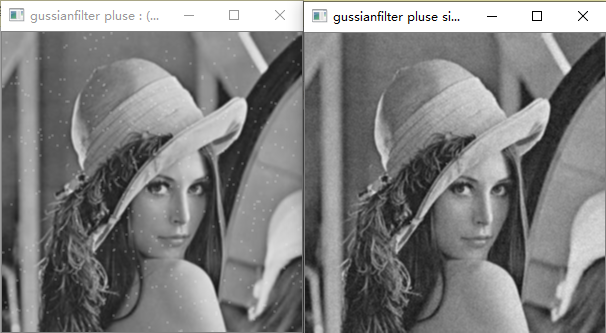 gussianfilter pluse : (...
gussianfilter pluse si...